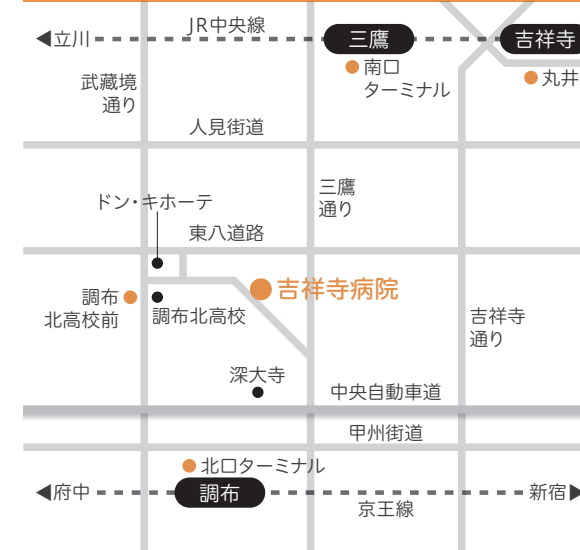 JR中央線
◀立川
三鷹
吉祥寺
南口
ターミナル
丸井
武蔵境
通り
人見街道
三鷹
通り
ドン・キホーテ
東八道路
吉祥寺病院
調布
北高校前
調布北高校
吉祥寺
通り
深大寺
中央自動車道
甲州街道
北口ターミナル
◀府中
調布
新宿▶
京王線